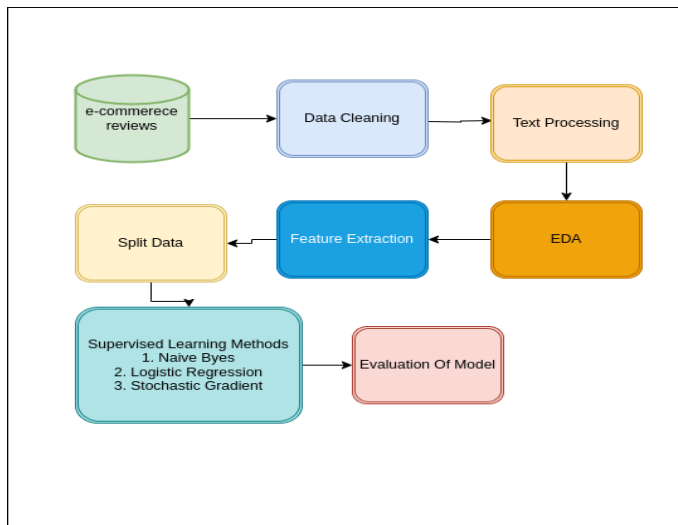 e-commerece
reviews
Data Cleaning
Text Processing
EDA
Feature Extraction
Split Data
Supervised Learning Methods
1. Naive Byes
2. Logistic Regression
3. Stochastic Gradient
Evaluation Of Model